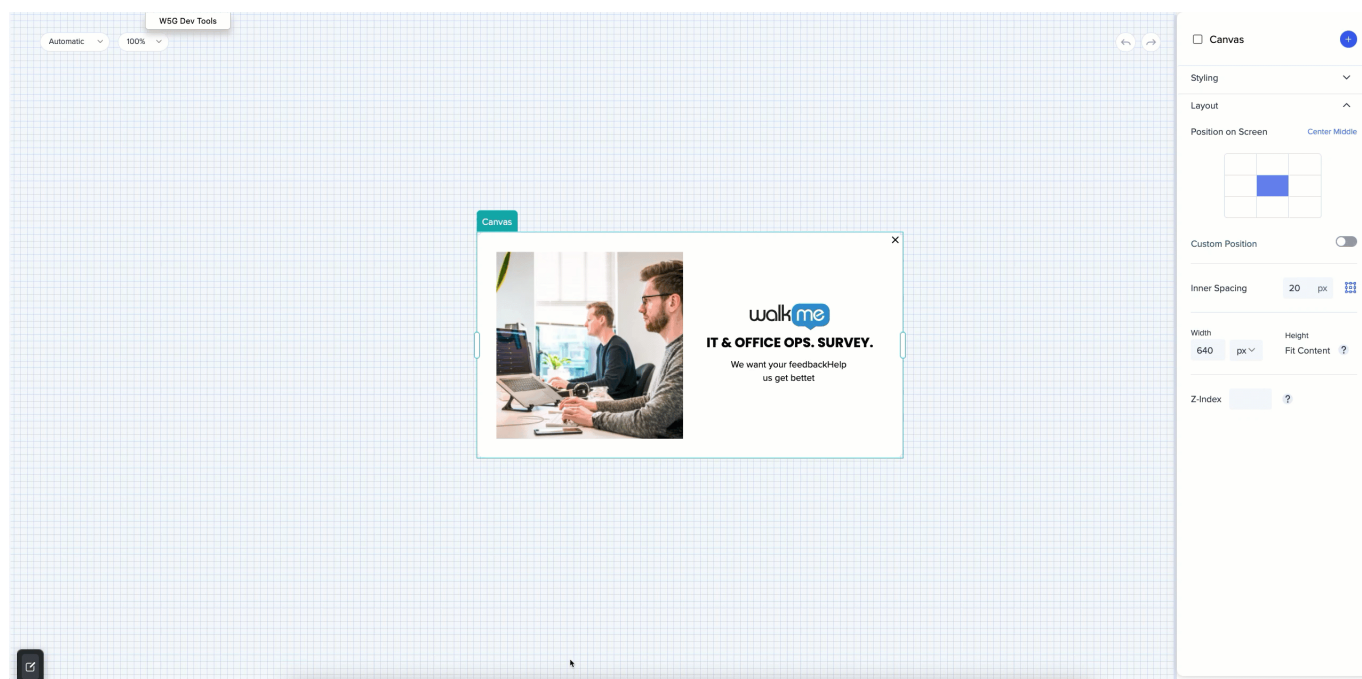 W5G Dev Tools
Automatic
100%
Canvas
walkme
IT & OFFICE OPS. SURVEY.
We want your feedbackHelp
us get bettet
Canvas
Styling
Layout
Position on Screen
Center Middle
Custom Position
Inner Spacing
20 px
Width
640 px
Height
Fit Content ?
Z-Index ?